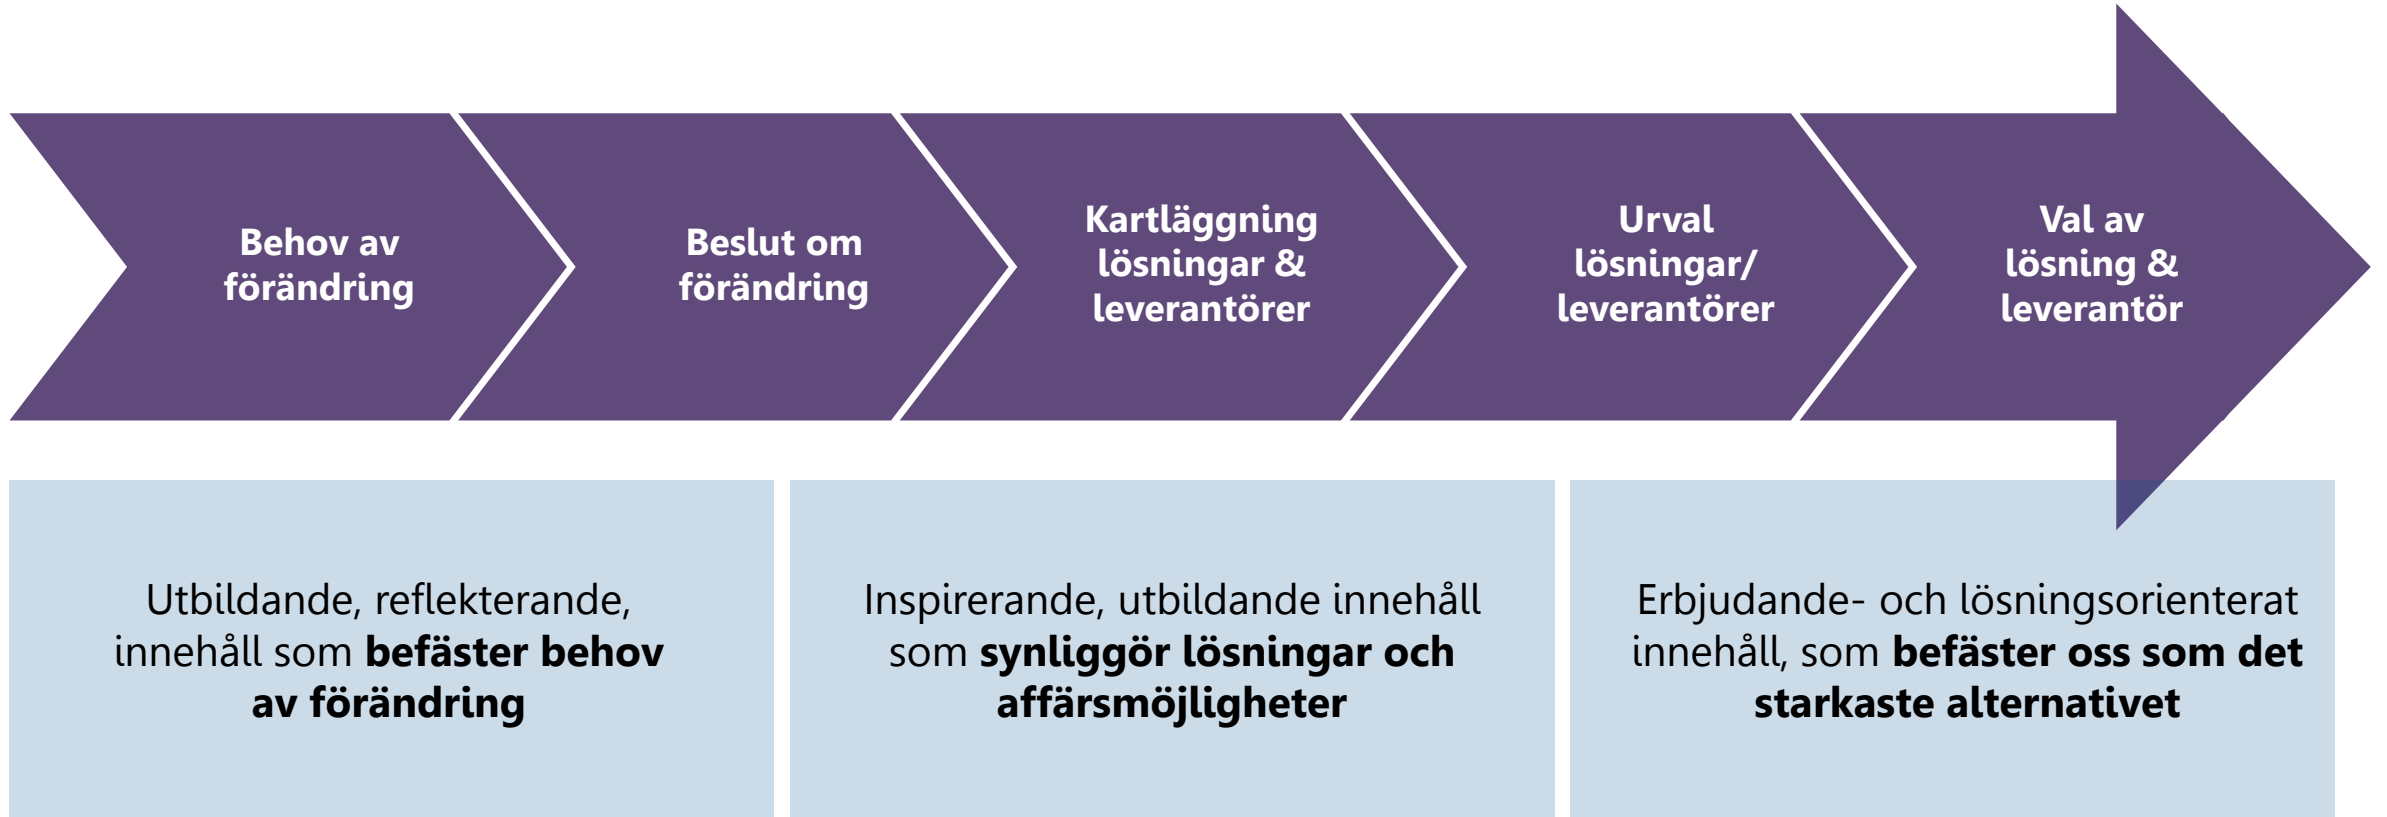 Behov av
förändring
Beslut om
förändring
Kartläggning
lösningar &
leverantörer
Urval
lösningar/
leverantörer
Val av
lösning &
leverantör
Utbildande, reflekterande,
innehåll som befäster behov
av förändring
Inspirerande, utbildande innehåll
som synliggör lösningar och
affärsmöjligheter
Erbjudande- och lösningsorienterat
innehåll, som befäster oss som det
starkaste alternativet